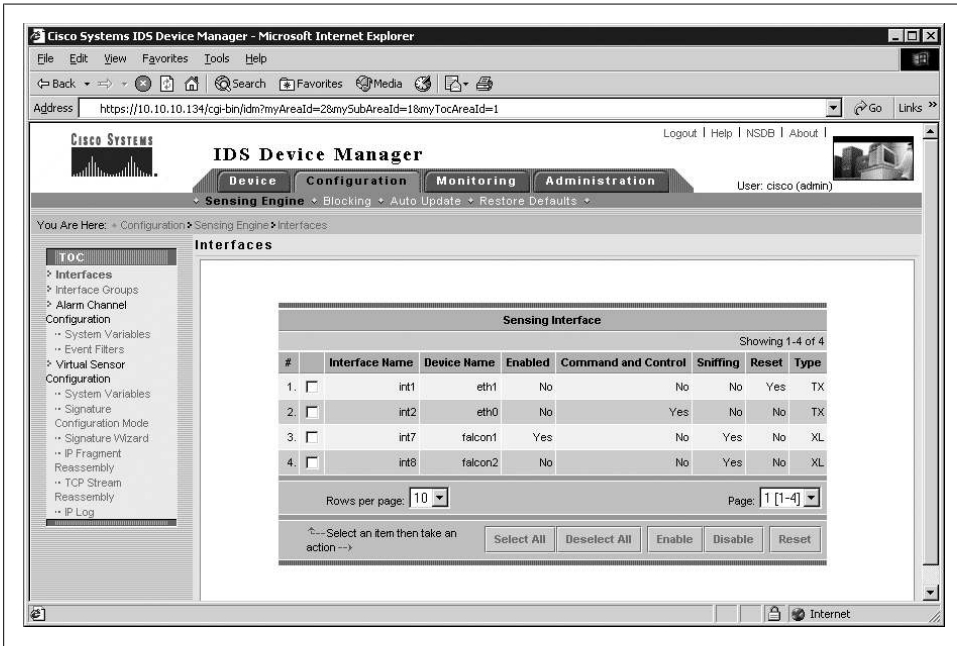 Cisco Systems IDS Device Manager - Microsoft Internet Explorer
File Edit View Favorites Tools Help
Back Search Favorites Media
Address https://10.10.10.134/cgi-bin/idm?myAreaId=2&mySubAreaId=1&myTocAreaId=1 Go Links »
CISCO SYSTEMS
Logout | Help | NSDB | About |
IDS Device Manager
Device Configuration Monitoring Administration
User: cisco (admin)
Sensing Engine Blocking Auto Update Restore Defaults
You Are Here: Configuration Sensing Engine Interfaces
TOC
Interfaces
Interface Groups
Alarm Channel
Configuration
System Variables
Event Filters
Virtual Sensor
Configuration
System Variables
Signature
Configuration Mode
Signature Wizard
IP Fragment
Reassembly
TCP Stream
Reassembly
IP Log
Interfaces
Sensing Interface
Showing 1-4 of 4
# Interface Name Device Name Enabled Command and Control Sniffing Reset Type
1. int1 eth1 No No No Yes TX
2. int2 eth0 No Yes No No TX
3. int7 falcon1 Yes No Yes No XL
4. int8 falcon2 No No Yes No XL
Rows per page: 10 Page: 1 [1-4]
Select an item then take an
action -->
Select All Deselect All Enable Disable Reset
Internet